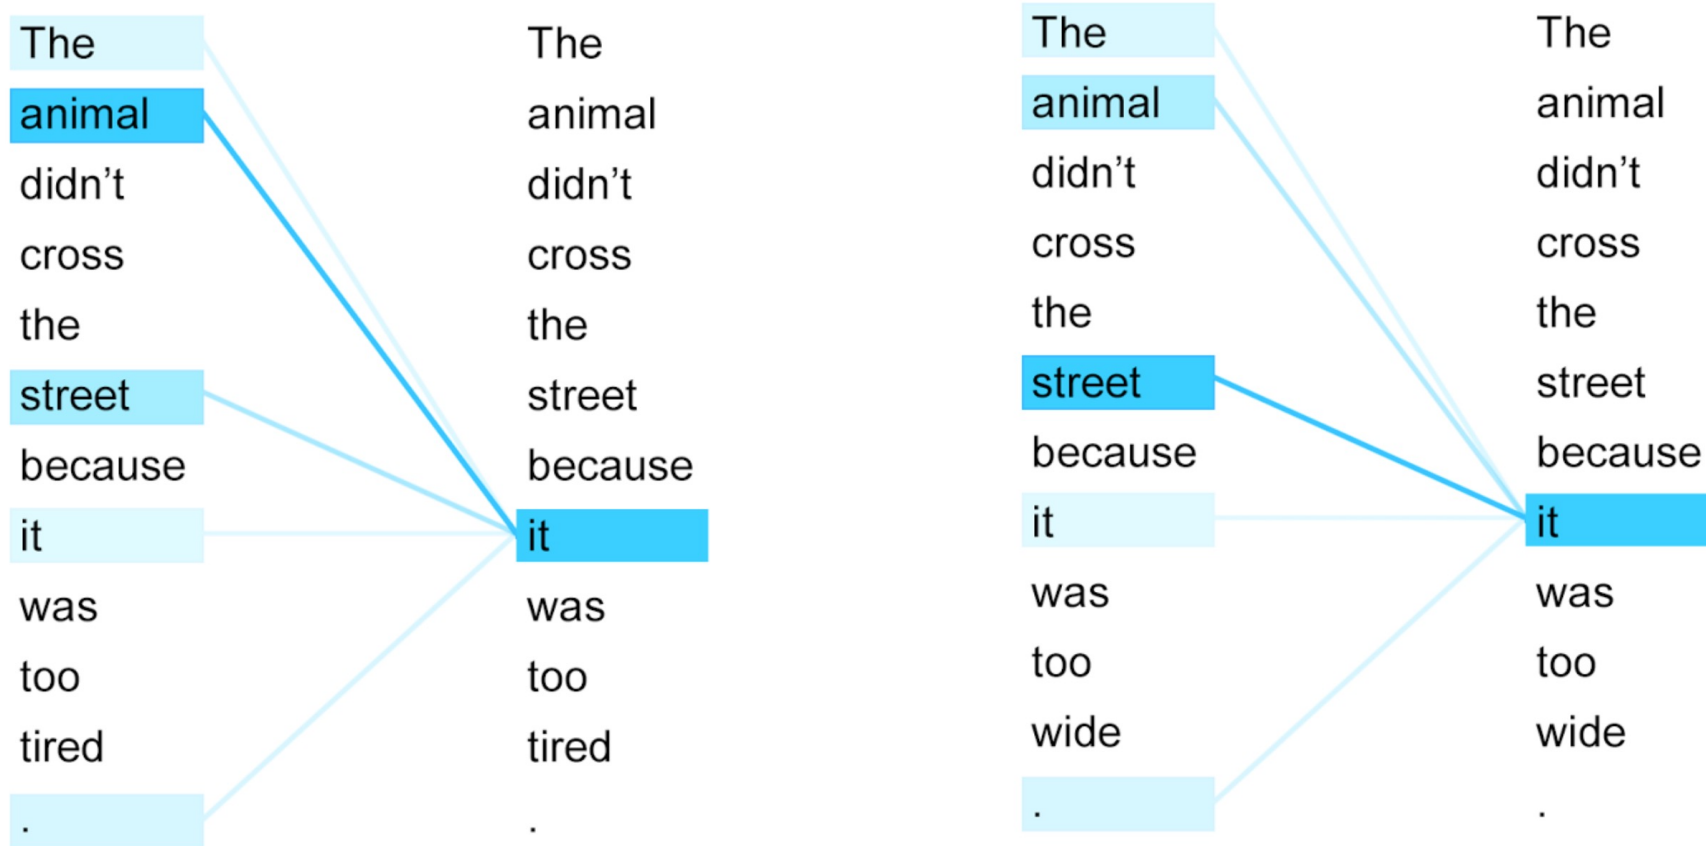 The
animal
didn’t
cross
the
street
because
it
was
too
tired
.
The
animal
didn’t
cross
the
street
because
it
was
too
tired
.
The
animal
didn’t
cross
the
street
because
it
was
too
wide
.
The
animal
didn’t
cross
the
street
because
it
was
too
wide
.